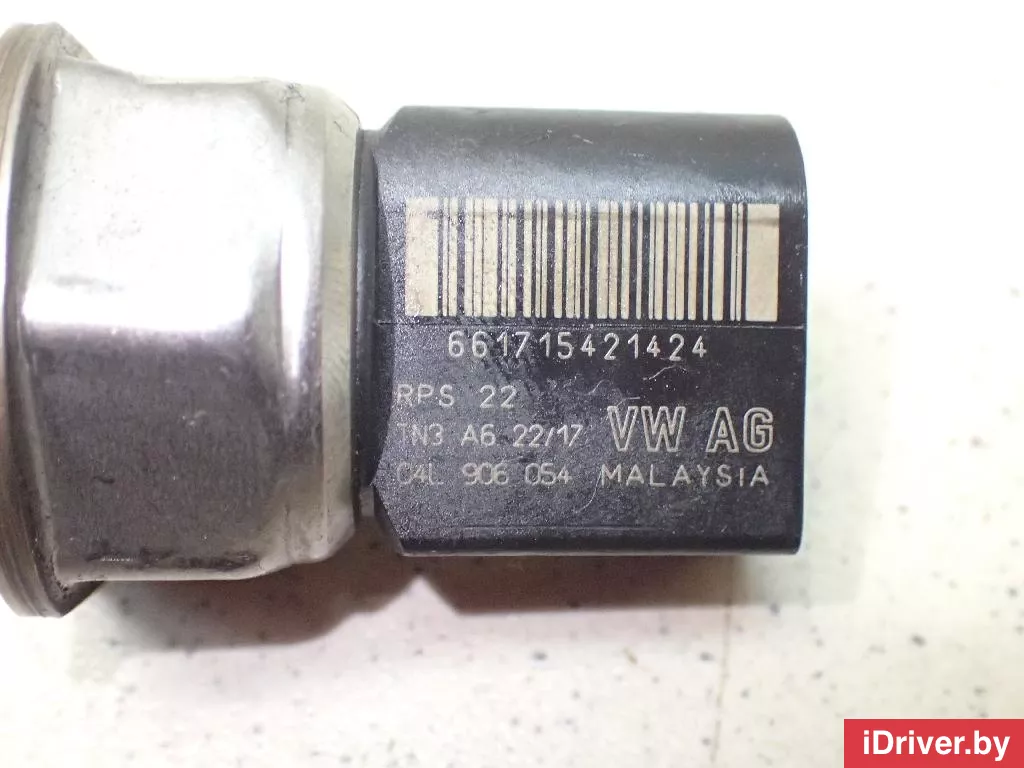 661715421424
RPS 22
TN3 A6 22/17 VW AG
04L 906 054 MALAYSIA
iDriver.by